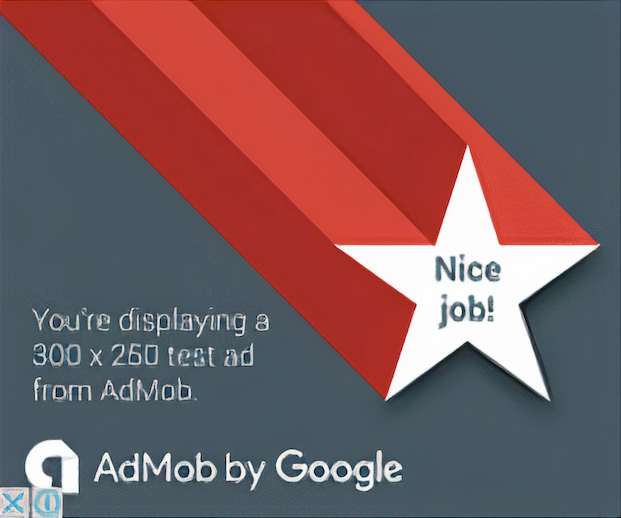 Nice
job!
You're displaying a
300 x 250 test ad
from AdMob.
AdMob by Google